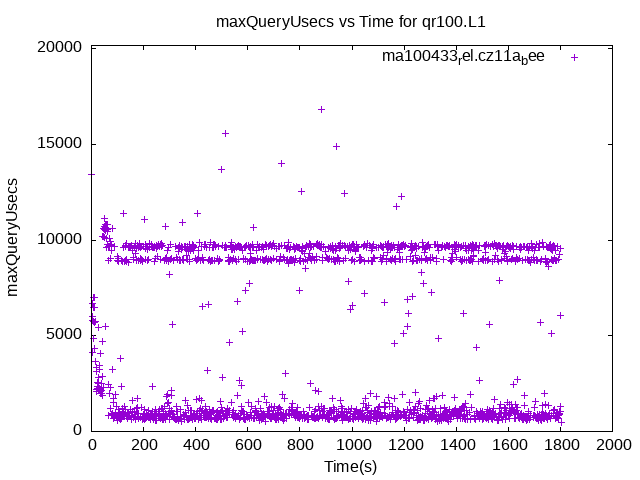 maxQueryUsecs vs Time for qr100.L1
20000
15000
10000
5000
0
maxQueryUsecs
ma100433rel.cz11abee
0 200 400 600 800 1000 1200 1400 1600 1800 2000
Time(s)